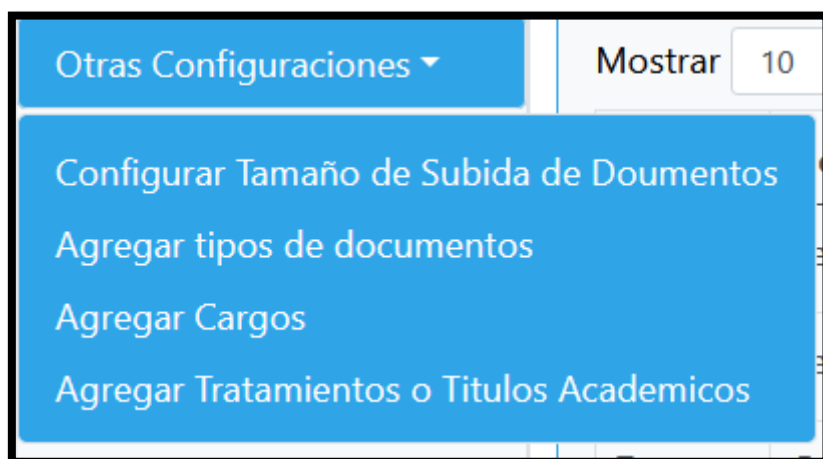 Otras Configuraciones
Mostrar 10
Configurar Tamaño de Subida de Doumentos
Agregar tipos de documentos
Agregar Cargos
Agregar Tratamientos o Titulos Academicos